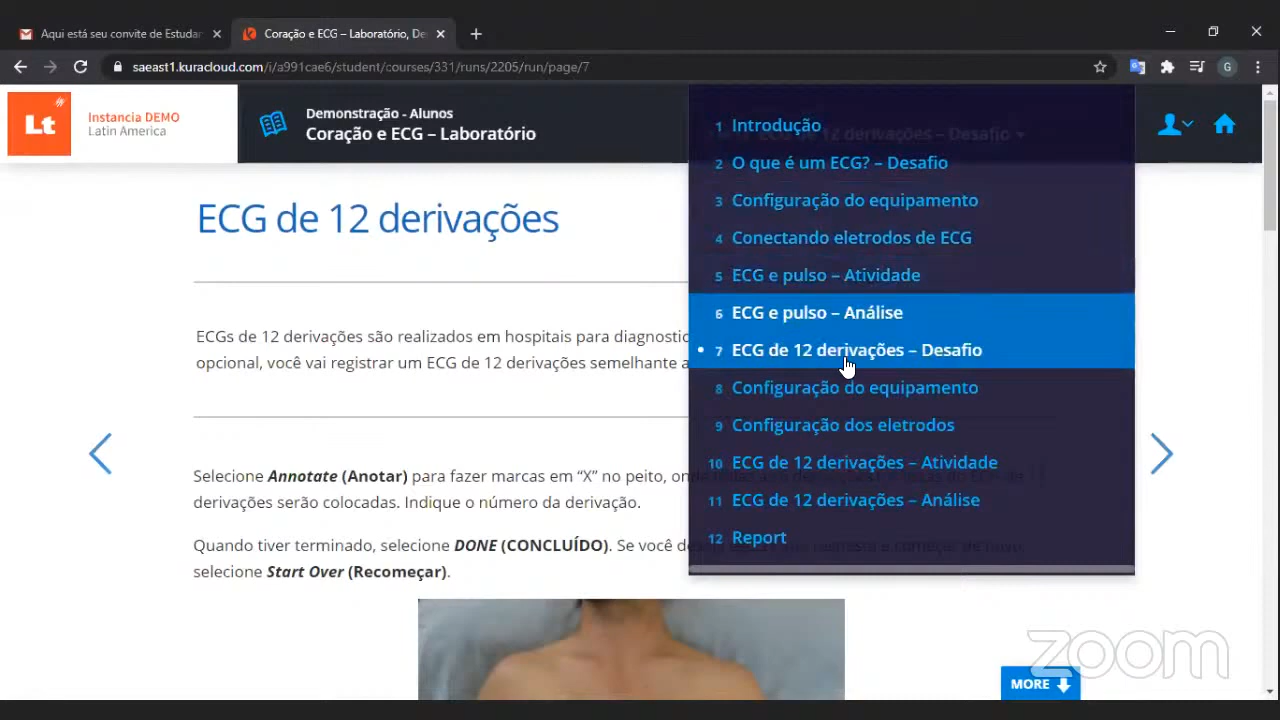 Aqui está seu convite de Estudar
Coração e ECG – Laboratório, De
saeast1.kuracloud.com/i/a991cae6/student/courses/331/runs/2205/run/page/7
G
Lt
Instancia DEMO
Latin America
Demonstração - Alunos
Coração e ECG – Laboratório
ECG de 12 derivações – Desafio
1 Introdução
2 O que é um ECG? – Desafio
3 Configuração do equipamento
4 Conectando eletrodos de ECG
5 ECG e pulso – Atividade
6 ECG e pulso – Análise
7 ECG de 12 derivações – Desafio
8 Configuração do equipamento
9 Configuração dos eletrodos
10 ECG de 12 derivações – Atividade
11 ECG de 12 derivações – Análise
12 Report
ECG de 12 derivações
ECGs de 12 derivações são realizados em hospitais para diagnostic
opcional, você vai registrar um ECG de 12 derivações semelhante a
Selecione Annotate (Anotar) para fazer marcas em “X” no peito, on
derivações serão colocadas. Indique o número da derivação.
Quando tiver terminado, selecione DONE (CONCLUÍDO). Se você de
selecione Start Over (Recomeçar).
zoom
MORE